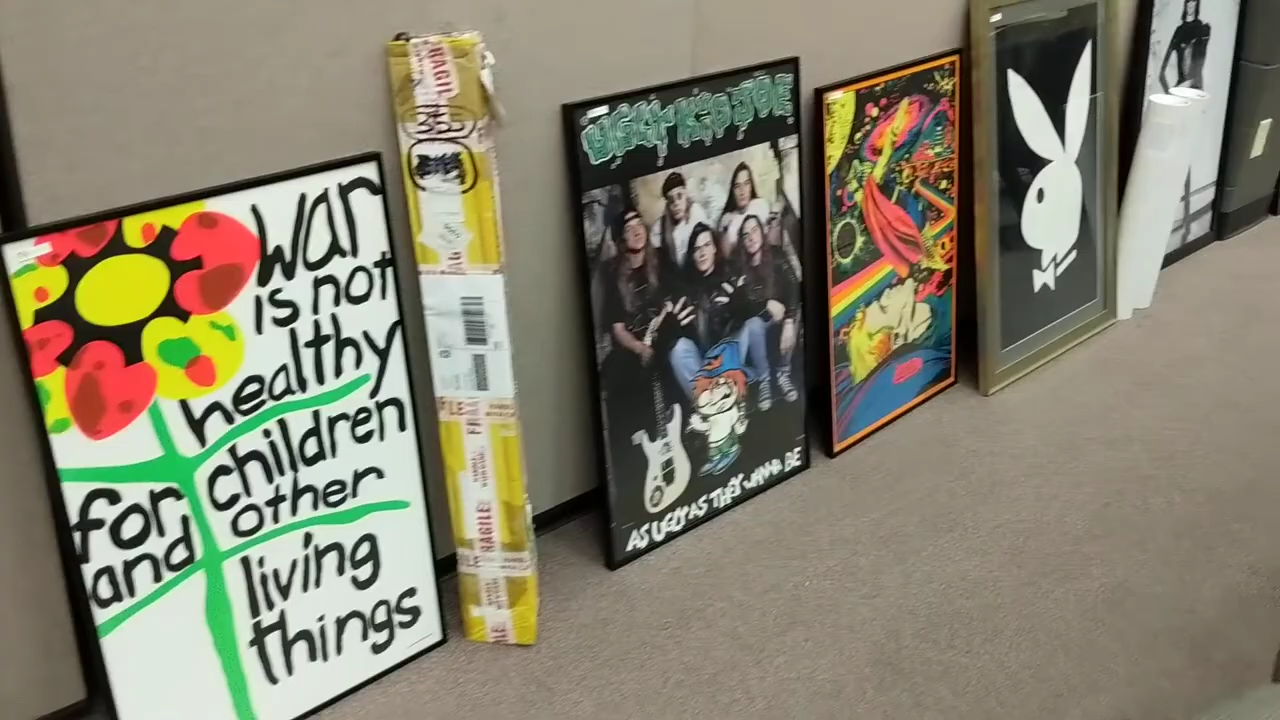 war
is not
healthy
for children
and other
living
things
FRAGILE
UGLY KID JOE
AS UGLY AS THEY WANNA BE